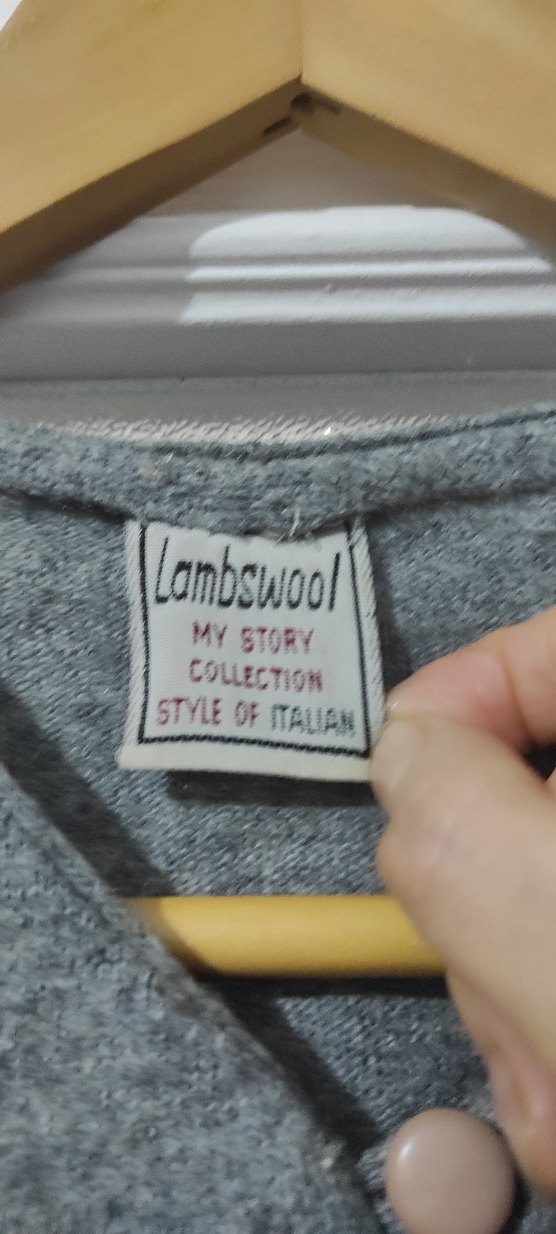 Lambswool
MY STORY
COLLECTION
STYLE OF ITALIAN